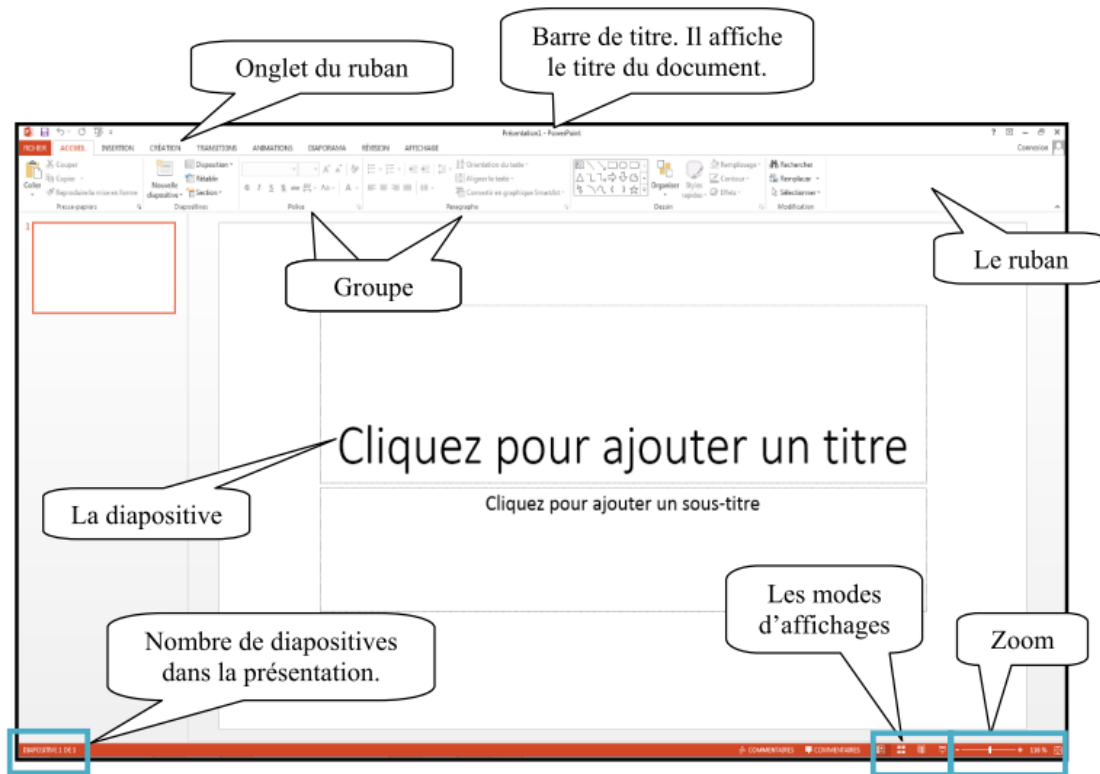 Barre de titre. Il affiche
le titre du document.
Onglet du ruban
Présentation1 - PowerPoint
FICHIER ACCUEIL INSERTION CRÉATION TRANSITIONS ANIMATIONS DIAPORAMA RÉVISION AFFICHAGE
Connexion
Couper
Copier
Reproduire la mise en forme
Coller
Presse-papiers
Nouvelle
diapositive
Disposition
Rétablir
Section
Diapositives
Police
Orientation du texte
Aligner le texte
Convertir en graphique SmartArt
Paragraphe
Organiser
Styles
rapides
Remplissage
Contour
Effets
Dessin
Rechercher
Remplacer
Sélectionner
Modification
1
Le ruban
Groupe
Cliquez pour ajouter un titre
La diapositive
Cliquez pour ajouter un sous-titre
Les modes
d’affichages
Nombre de diapositives
dans la présentation.
Zoom
DIAPOSITIVE 1 DE 1
COMMENTAIRES
COMMENTAIRES
116 %